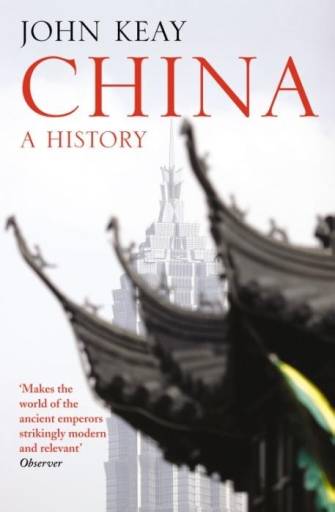 JOHN KEAY
CHINA
A HISTORY
‘Makes the
world of the
ancient emperors
strikingly modern
and relevant’
Observer